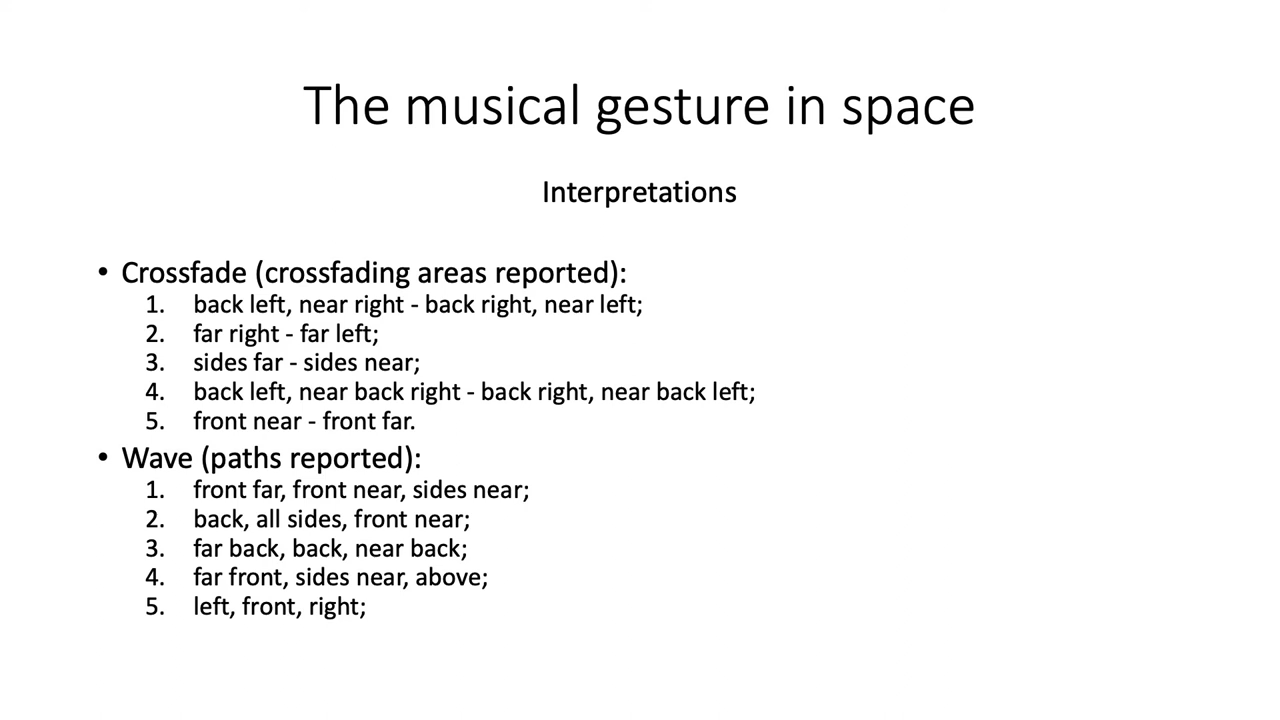 The musical gesture in space
Interpretations
• Crossfade (crossfading areas reported):
1. back left, near right - back right, near left;
2. far right - far left;
3. sides far - sides near;
4. back left, near back right - back right, near back left;
5. front near - front far.
• Wave (paths reported):
1. front far, front near, sides near;
2. back, all sides, front near;
3. far back, back, near back;
4. far front, sides near, above;
5. left, front, right;